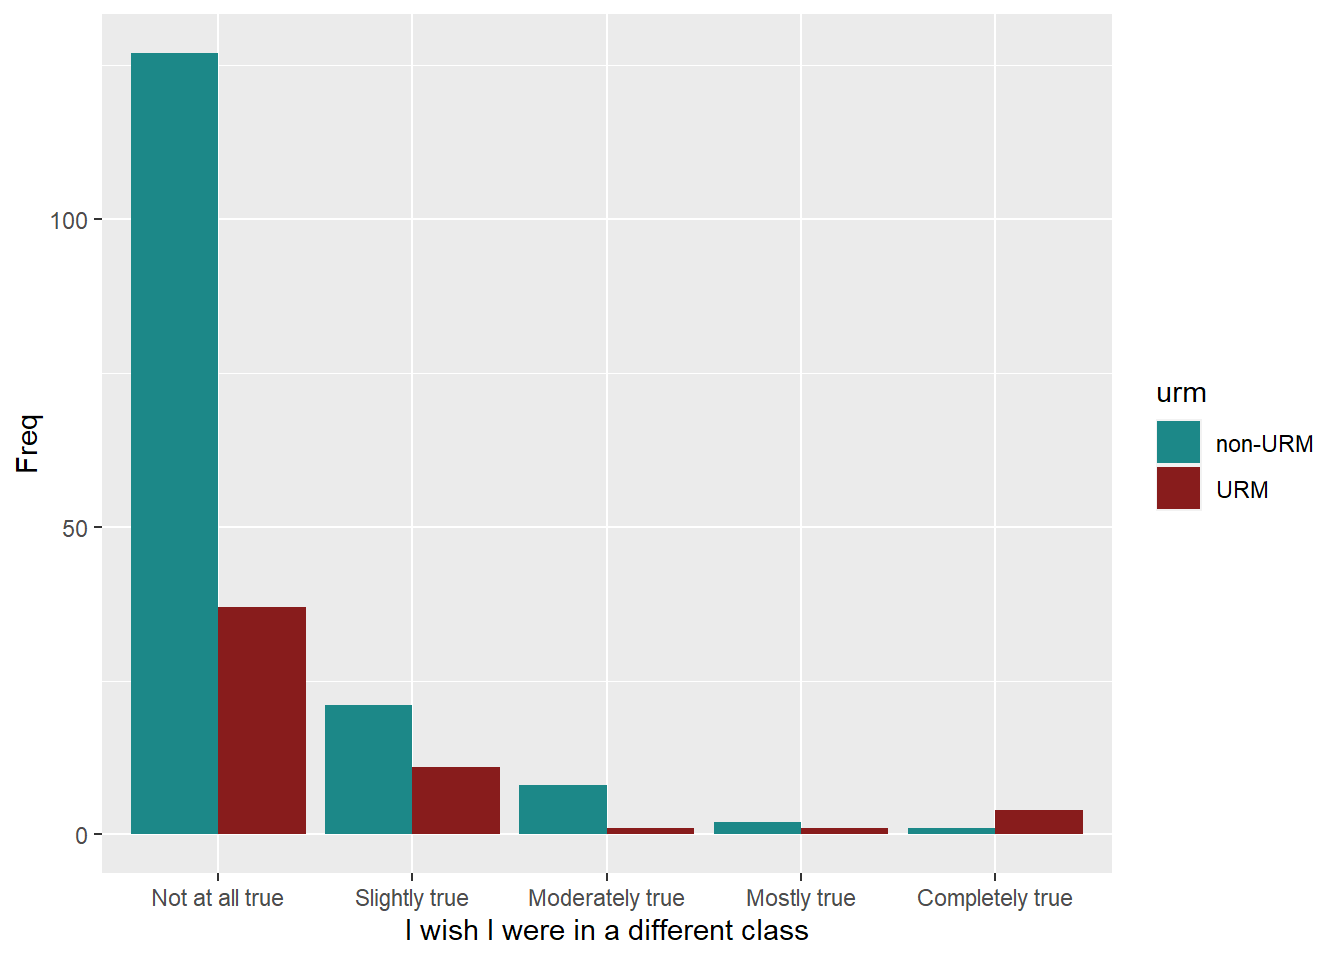 100
50
0
Freq
Not at all true
Slightly true
Moderately true
Mostly true
Completely true
I wish I were in a different class
urm
non-URM
URM